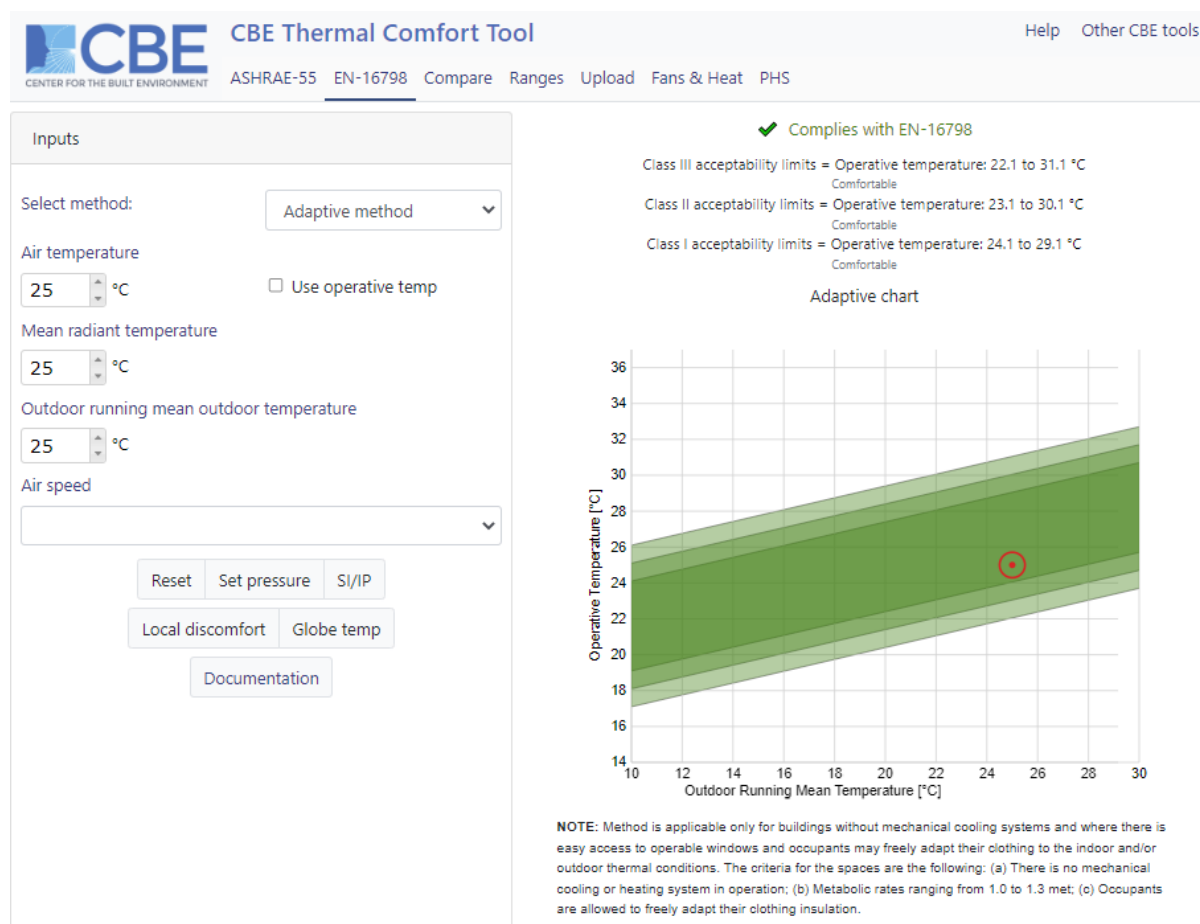 CBE
CENTER FOR THE BUILT ENVIRONMENT
CBE Thermal Comfort Tool
Help Other CBE tools
ASHRAE-55 EN-16798 Compare Ranges Upload Fans & Heat PHS
Inputs
Select method:
Adaptive method
Air temperature
25 °C
Use operative temp
Mean radiant temperature
25 °C
Outdoor running mean outdoor temperature
25 °C
Air speed
Reset Set pressure SI/IP
Local discomfort Globe temp
Documentation
Complies with EN-16798
Class III acceptability limits = Operative temperature: 22.1 to 31.1 °C
Comfortable
Class II acceptability limits = Operative temperature: 23.1 to 30.1 °C
Comfortable
Class I acceptability limits = Operative temperature: 24.1 to 29.1 °C
Comfortable
Adaptive chart
Operative Temperature [°C]
36
34
32
30
28
26
24
22
20
18
16
14
10 12 14 16 18 20 22 24 26 28 30
Outdoor Running Mean Temperature [°C]
NOTE: Method is applicable only for buildings without mechanical cooling systems and where there is
easy access to operable windows and occupants may freely adapt their clothing to the indoor and/or
outdoor thermal conditions. The criteria for the spaces are the following: (a) There is no mechanical
cooling or heating system in operation; (b) Metabolic rates ranging from 1.0 to 1.3 met; (c) Occupants
are allowed to freely adapt their clothing insulation.